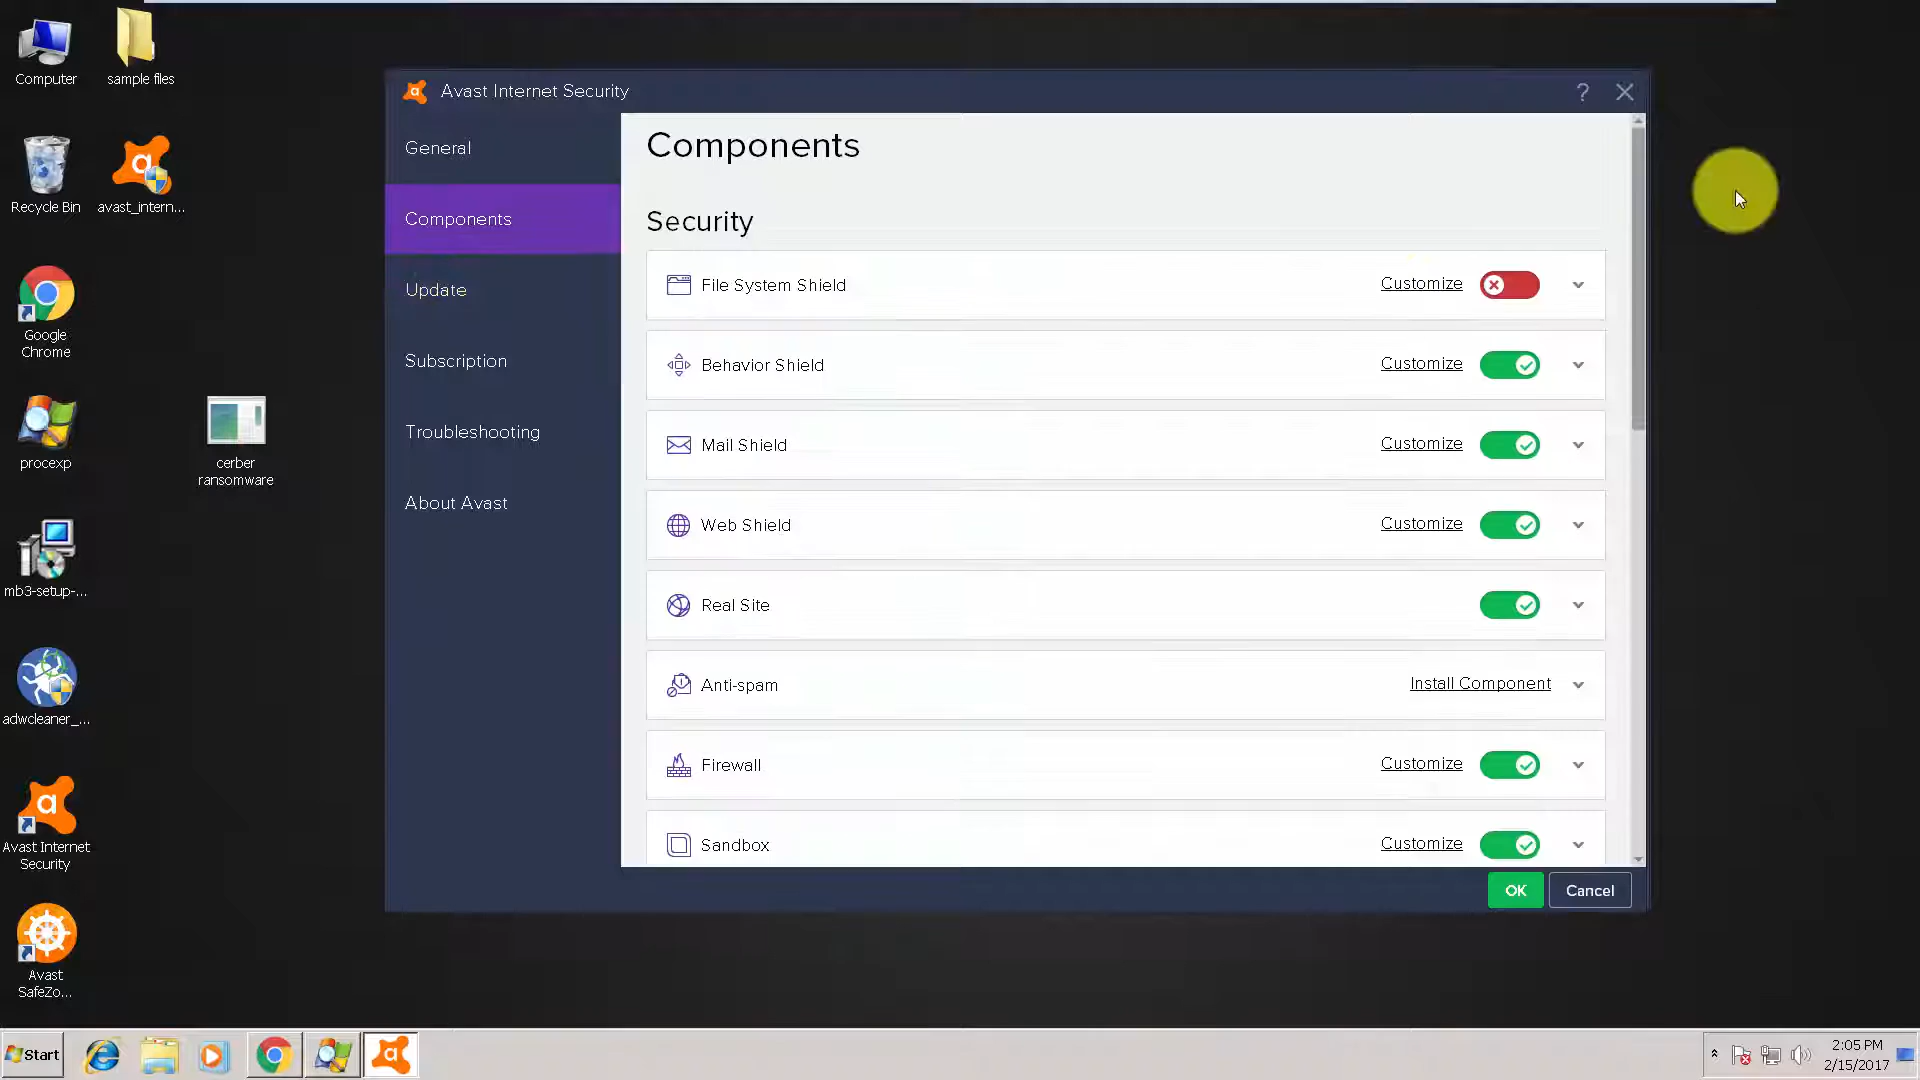 Computer
sample files
Recycle Bin
avast_intern...
Google
Chrome
procexp
cerber
ransomware
mb3-setup-...
adwcleaner_...
Avast Internet
Security
Avast
SafeZo...
Avast Internet Security
?
General
Components
Update
Subscription
Troubleshooting
About Avast
Components
Security
File System Shield
Customize
Behavior Shield
Customize
Mail Shield
Customize
Web Shield
Customize
Real Site
Anti-spam
Install Component
Firewall
Customize
Sandbox
Customize
OK
Cancel
Start
2:05 PM
2/15/2017